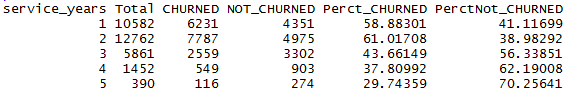 service_years Total CHURNED NOT_CHURNED Perct_CHURNED PerctNot_CHURNED
1 10582 6231 4351 58.88301 41.11699
2 12762 7787 4975 61.01708 38.98292
3 5861 2559 3302 43.66149 56.33851
4 1452 549 903 37.80992 62.19008
5 390 116 274 29.74359 70.25641